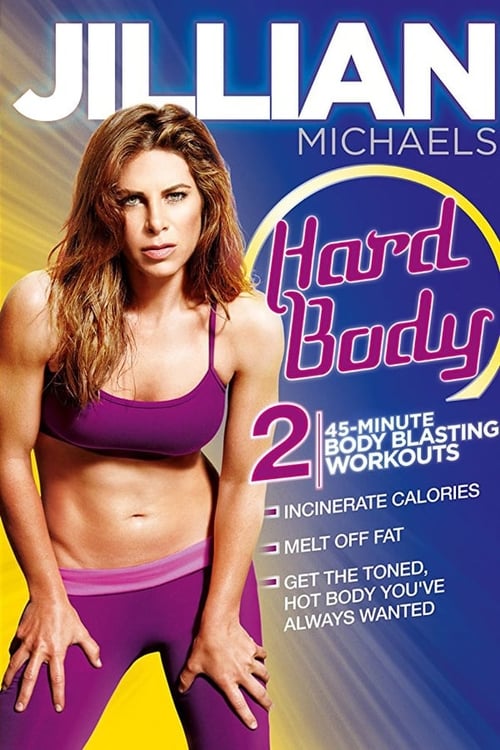 JILLIAN
MICHAELS
Hard
Body
2 45-MINUTE
BODY BLASTING
WORKOUTS
INCINERATE CALORIES
MELT OFF FAT
GET THE TONED,
HOT BODY YOU'VE
ALWAYS WANTED